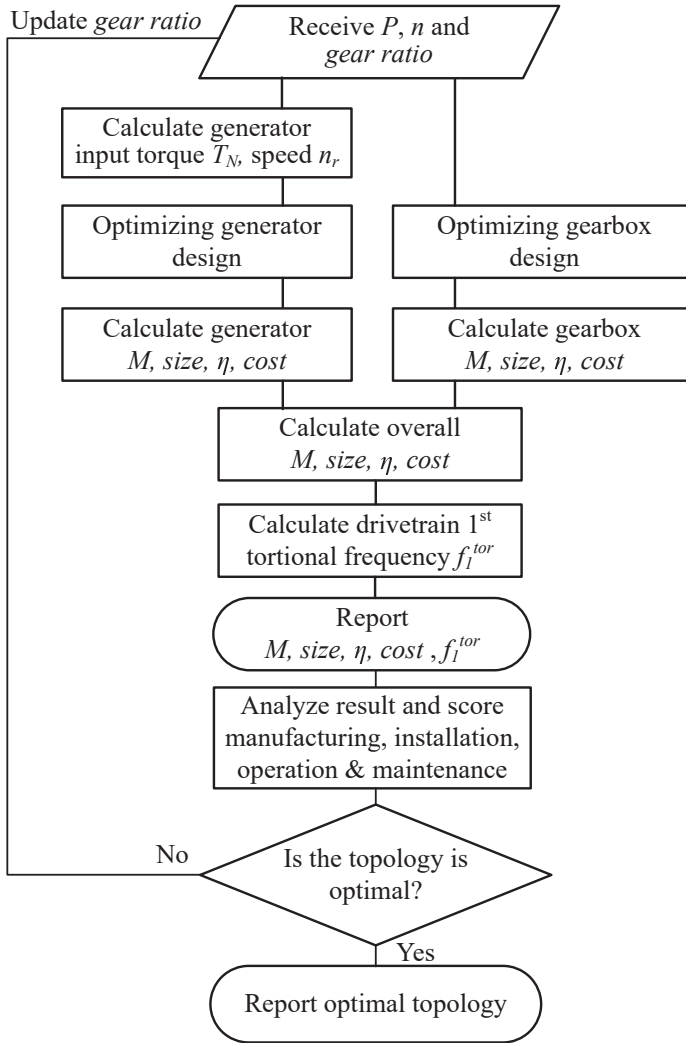 Update gear ratio
Receive P, n and
gear ratio
Calculate generator
input torque T_N, speed n_r
Optimizing generator
design
Optimizing gearbox
design
Calculate generator
M, size, η, cost
Calculate gearbox
M, size, η, cost
Calculate overall
M, size, η, cost
Calculate drivetrain 1st
tortional frequency f_1^tor
Report
M, size, η, cost , f_1^tor
Analyze result and score
manufacturing, installation,
operation & maintenance
No
Is the topology is
optimal?
Yes
Report optimal topology